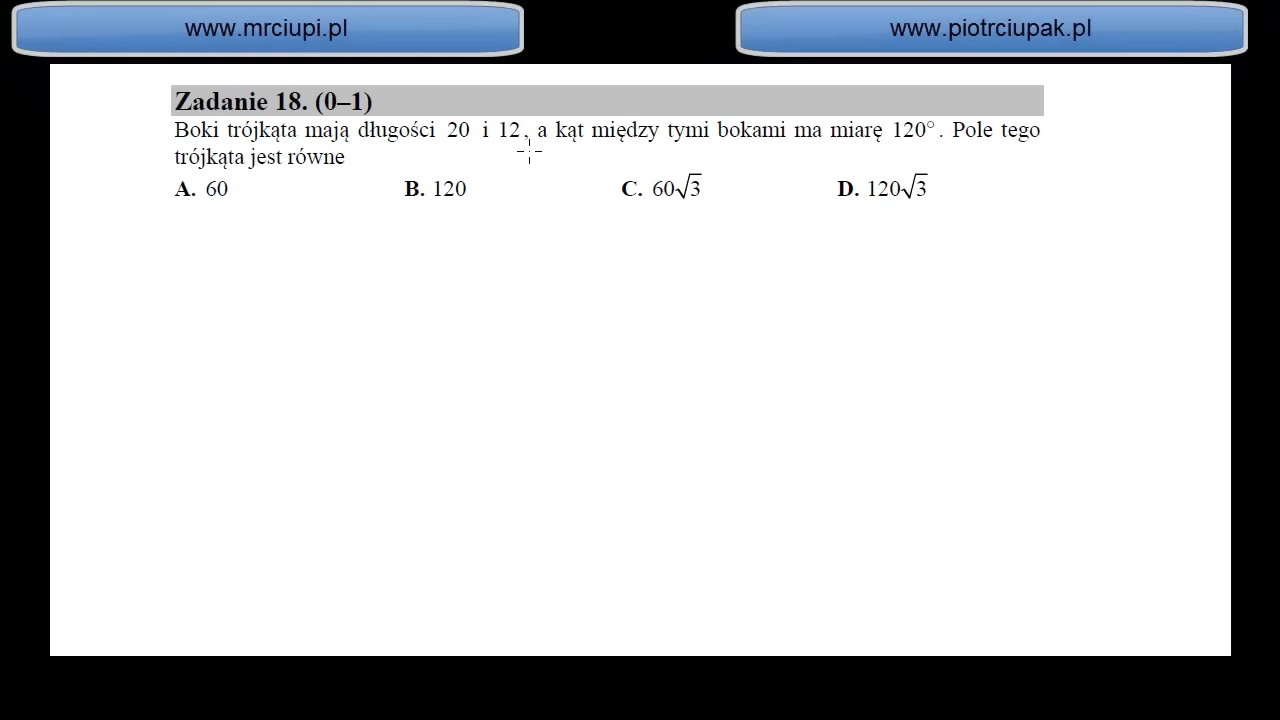 www.mrciupi.pl
www.piotrciupak.pl
Zadanie 18. (0–1)
Boki trójkąta mają długości 20 i 12, a kąt między tymi bokami ma miarę 120°. Pole tego
trójkąta jest równe
A. 60 B. 120 C. 60√3 D. 120√3